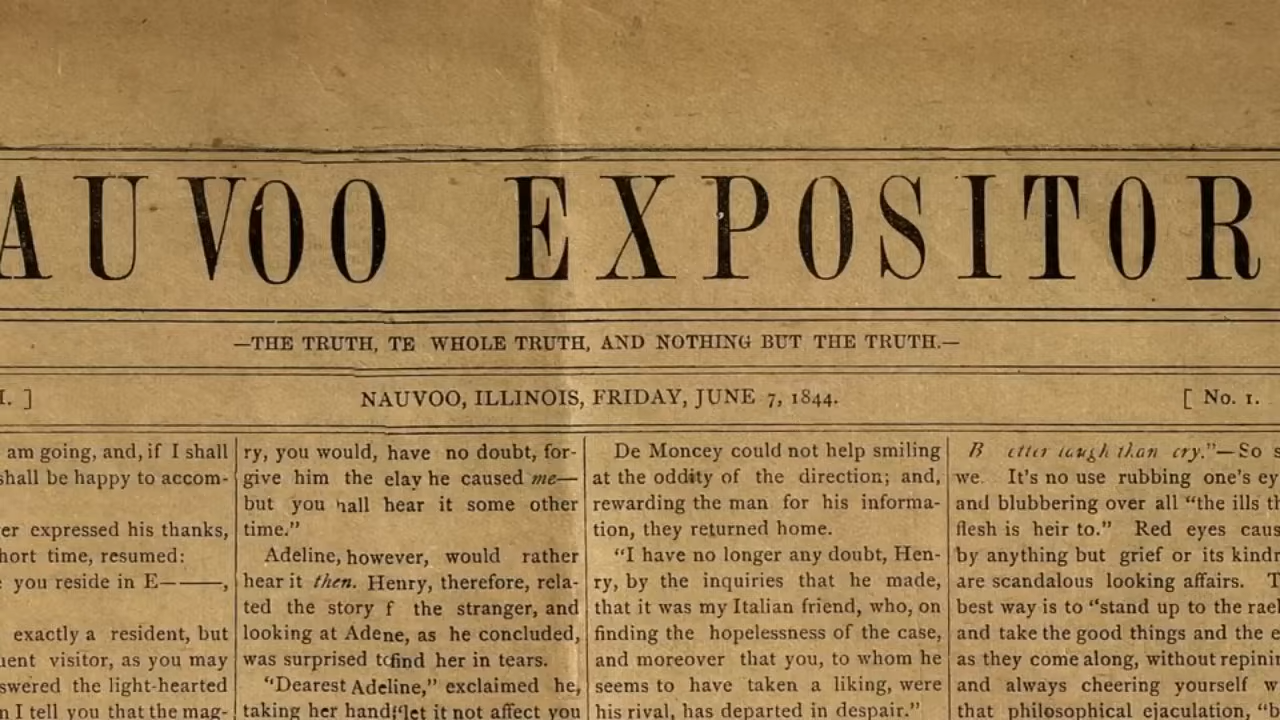 AUVOO EXPOSITOR
—THE TRUTH, TE WHOLE TRUTH, AND NOTHING BUT THE TRUTH.—
I. ]
NAUVOO, ILLINOIS, FRIDAY, JUNE 7, 1844.
[ No. 1.
am going, and, if I shall
shall be happy to accom-
er expressed his thanks,
hort time, resumed:
you reside in E————,
exactly a resident, but
uent visitor, as you may
swered the light-hearted
n I tell you that the mag-
ry, you would, have no doubt, for-
give him the elay he caused me—
but you hall hear it some other
time."
Adeline, however, would rather
hear it then. Henry, therefore, rela-
ted the story f the stranger, and
looking at Adene, as he concluded,
was surprised to find her in tears.
"Dearest Adeline," exclaimed he,
taking her hand "let it not affect you
De Moncey could not help smiling
at the oddity of the direction; and,
rewarding the man for his informa-
tion, they returned home.
"I have no longer any doubt, Hen-
ry, by the inquiries that he made,
that it was my Italian friend, who, on
finding the hopelessness of the case,
and moreover that you, to whom he
seems to have taken a liking, were
his rival, has departed in despair."
B etter laugh than cry."—So s
we. It's no use rubbing one's ey
and blubbering over all "the ills th
flesh is heir to." Red eyes caus
by anything but grief or its kindr
are scandalous looking affairs. T
best way is to "stand up to the rael
and take the good things and the e
as they come along, without repinin
and always cheering yourself w
that philosophical ejaculation, "b